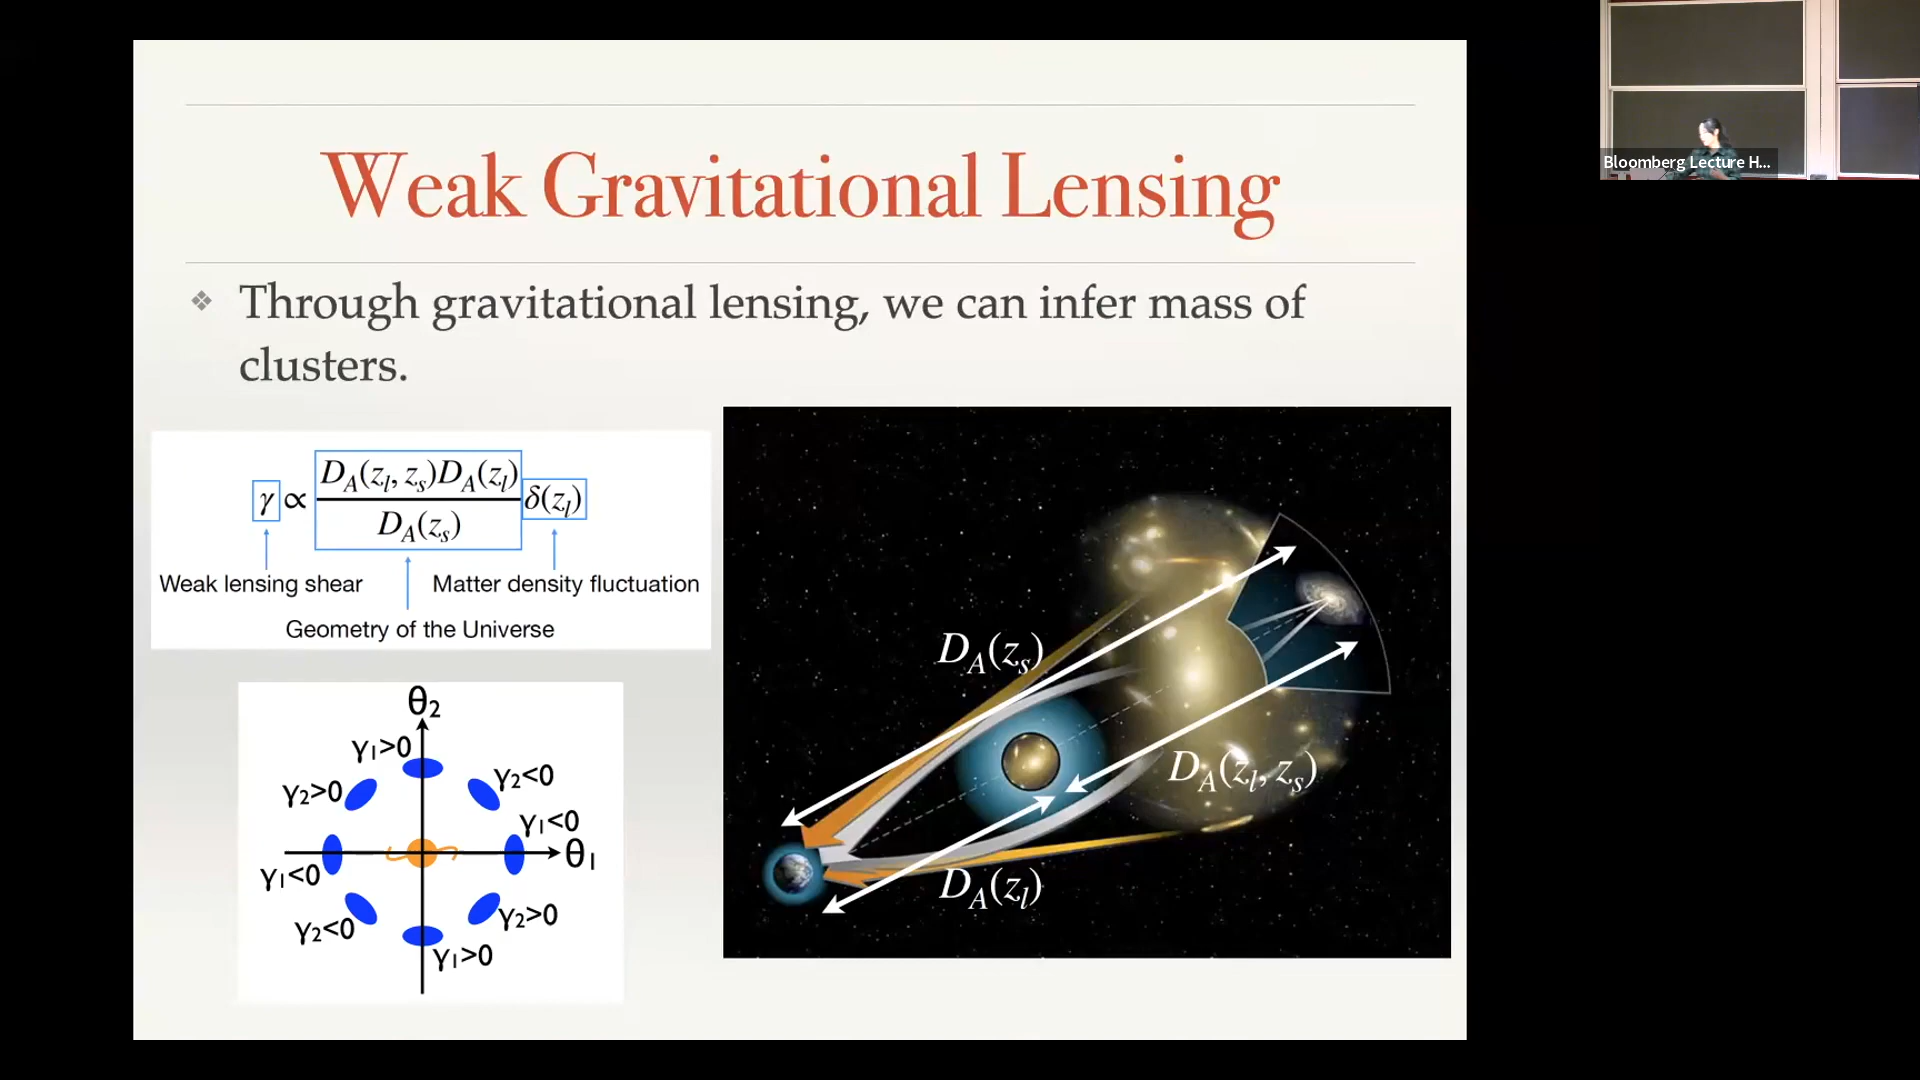 Weak Gravitational Lensing
❖ Through gravitational lensing, we can infer mass of
clusters.
γ ∝ D_A(z_l, z_s)D_A(z_l) / D_A(z_s) δ(z_l)
Weak lensing shear
Matter density fluctuation
Geometry of the Universe
θ2
γ1>0
γ2>0
γ2<0
γ1<0
θ1
γ1<0
γ2<0
γ2>0
γ1>0
D_A(z_s)
D_A(z_l, z_s)
D_A(z_l)
Bloomberg Lecture H...